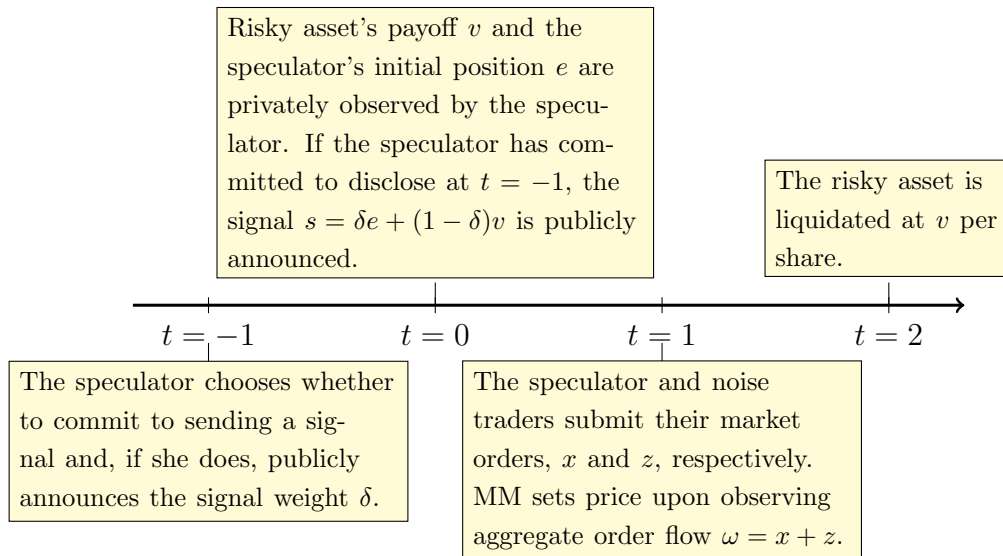 Risky asset's payoff v and the
speculator's initial position e are
privately observed by the specu-
lator. If the speculator has com-
mitted to disclose at t = −1, the
signal s = δe + (1 − δ)v is publicly
announced.
The risky asset is
liquidated at v per
share.
t = −1
t = 0
t = 1
t = 2
The speculator chooses whether
to commit to sending a sig-
nal and, if she does, publicly
announces the signal weight δ.
The speculator and noise
traders submit their market
orders, x and z, respectively.
MM sets price upon observing
aggregate order flow ω = x + z.